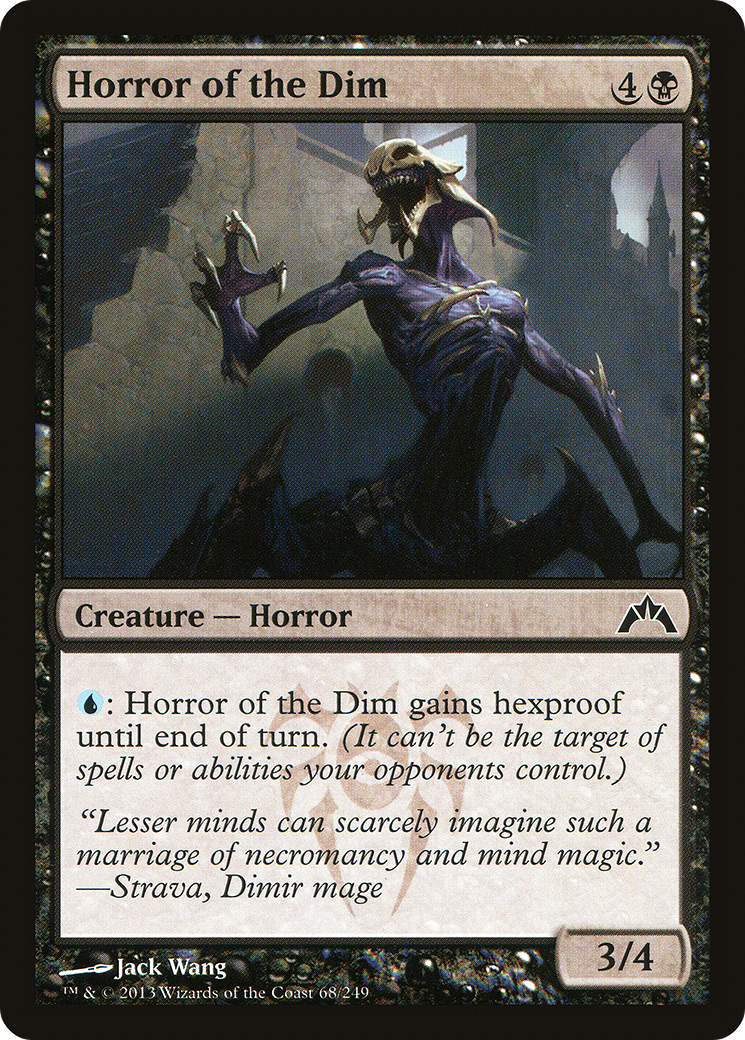 Horror of the Dim 4
Creature — Horror
: Horror of the Dim gains hexproof
until end of turn. (It can't be the target of
spells or abilities your opponents control.)
“Lesser minds can scarcely imagine such a
marriage of necromancy and mind magic.”
—Strava, Dimir mage
3/4
Jack Wang
™ & © 2013 Wizards of the Coast 68/249